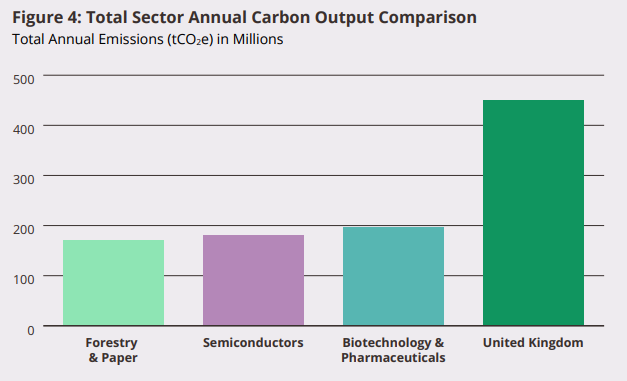 Figure 4: Total Sector Annual Carbon Output Comparison
Total Annual Emissions (tCO₂e) in Millions
500
400
300
200
100
0
Forestry
& Paper
Semiconductors
Biotechnology &
Pharmaceuticals
United Kingdom